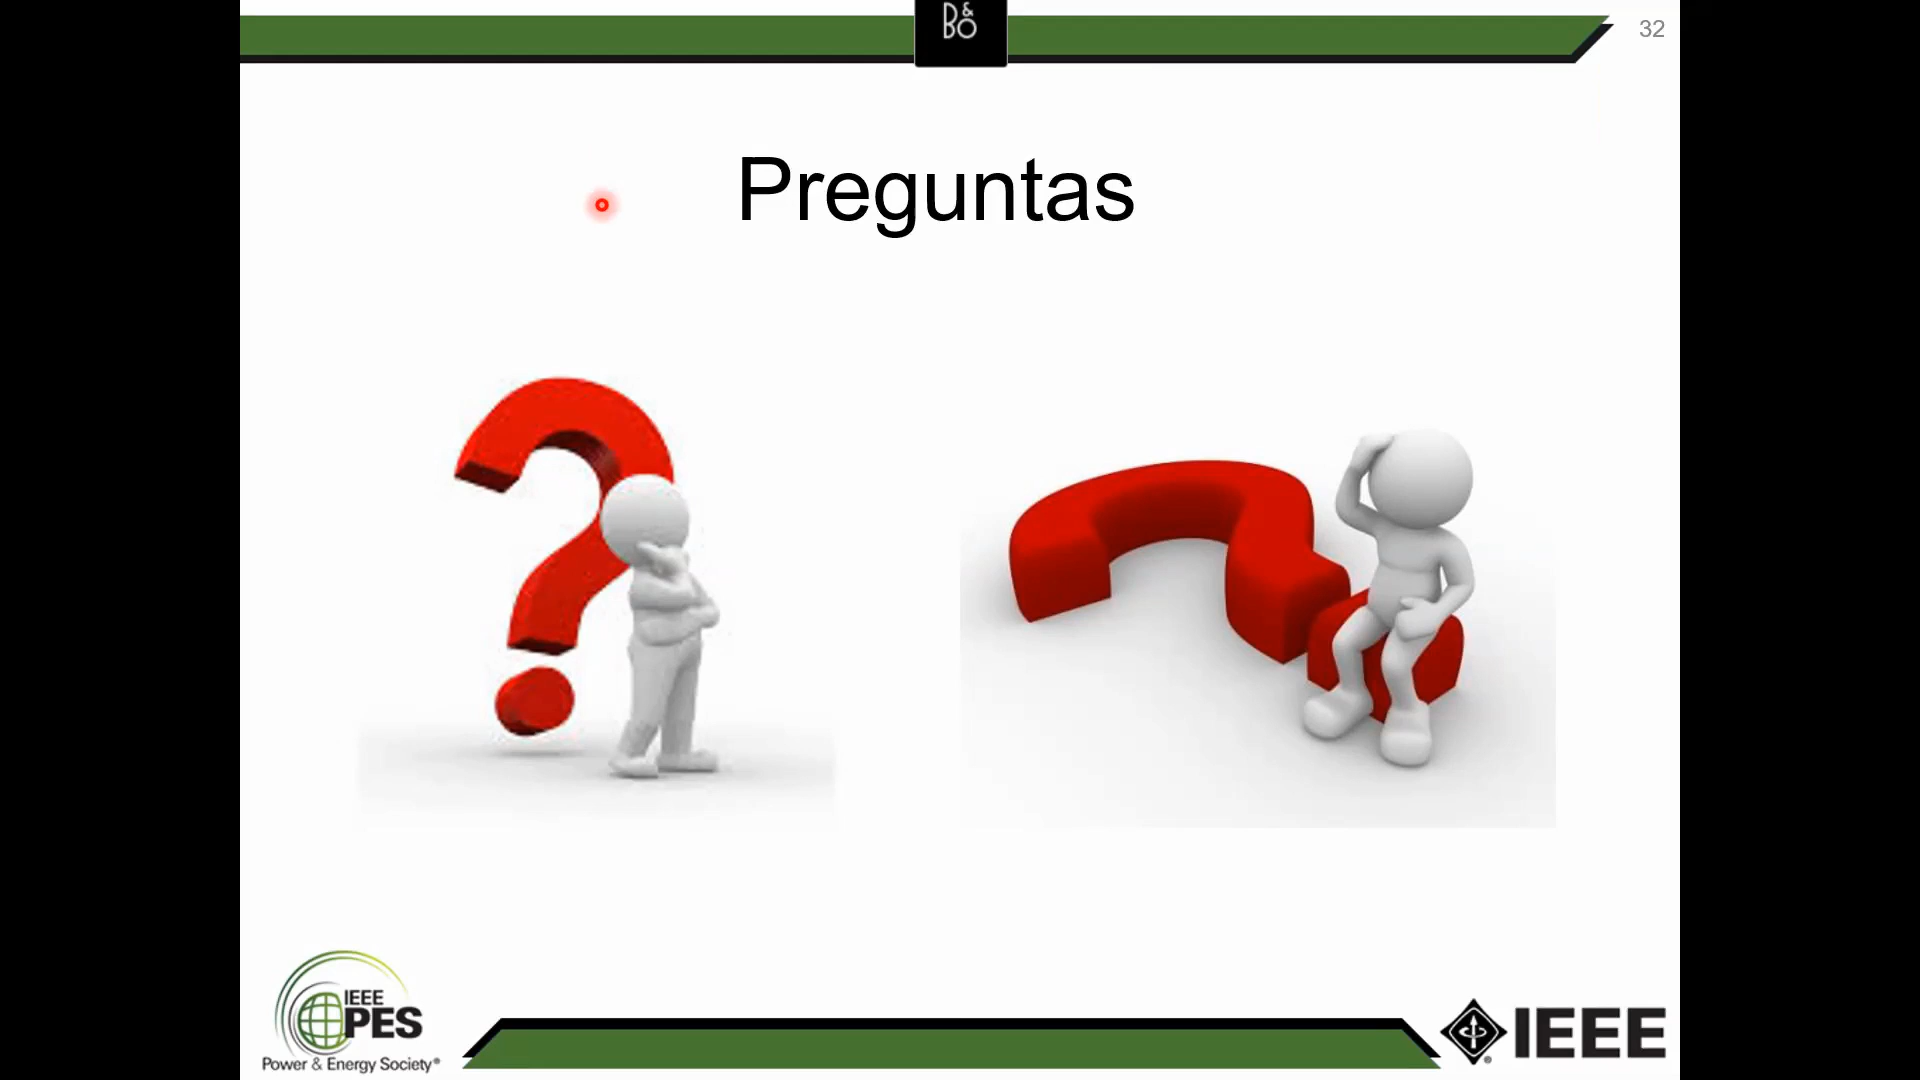 B&O
32
Preguntas
IEEE
PES
Power & Energy Society®
IEEE